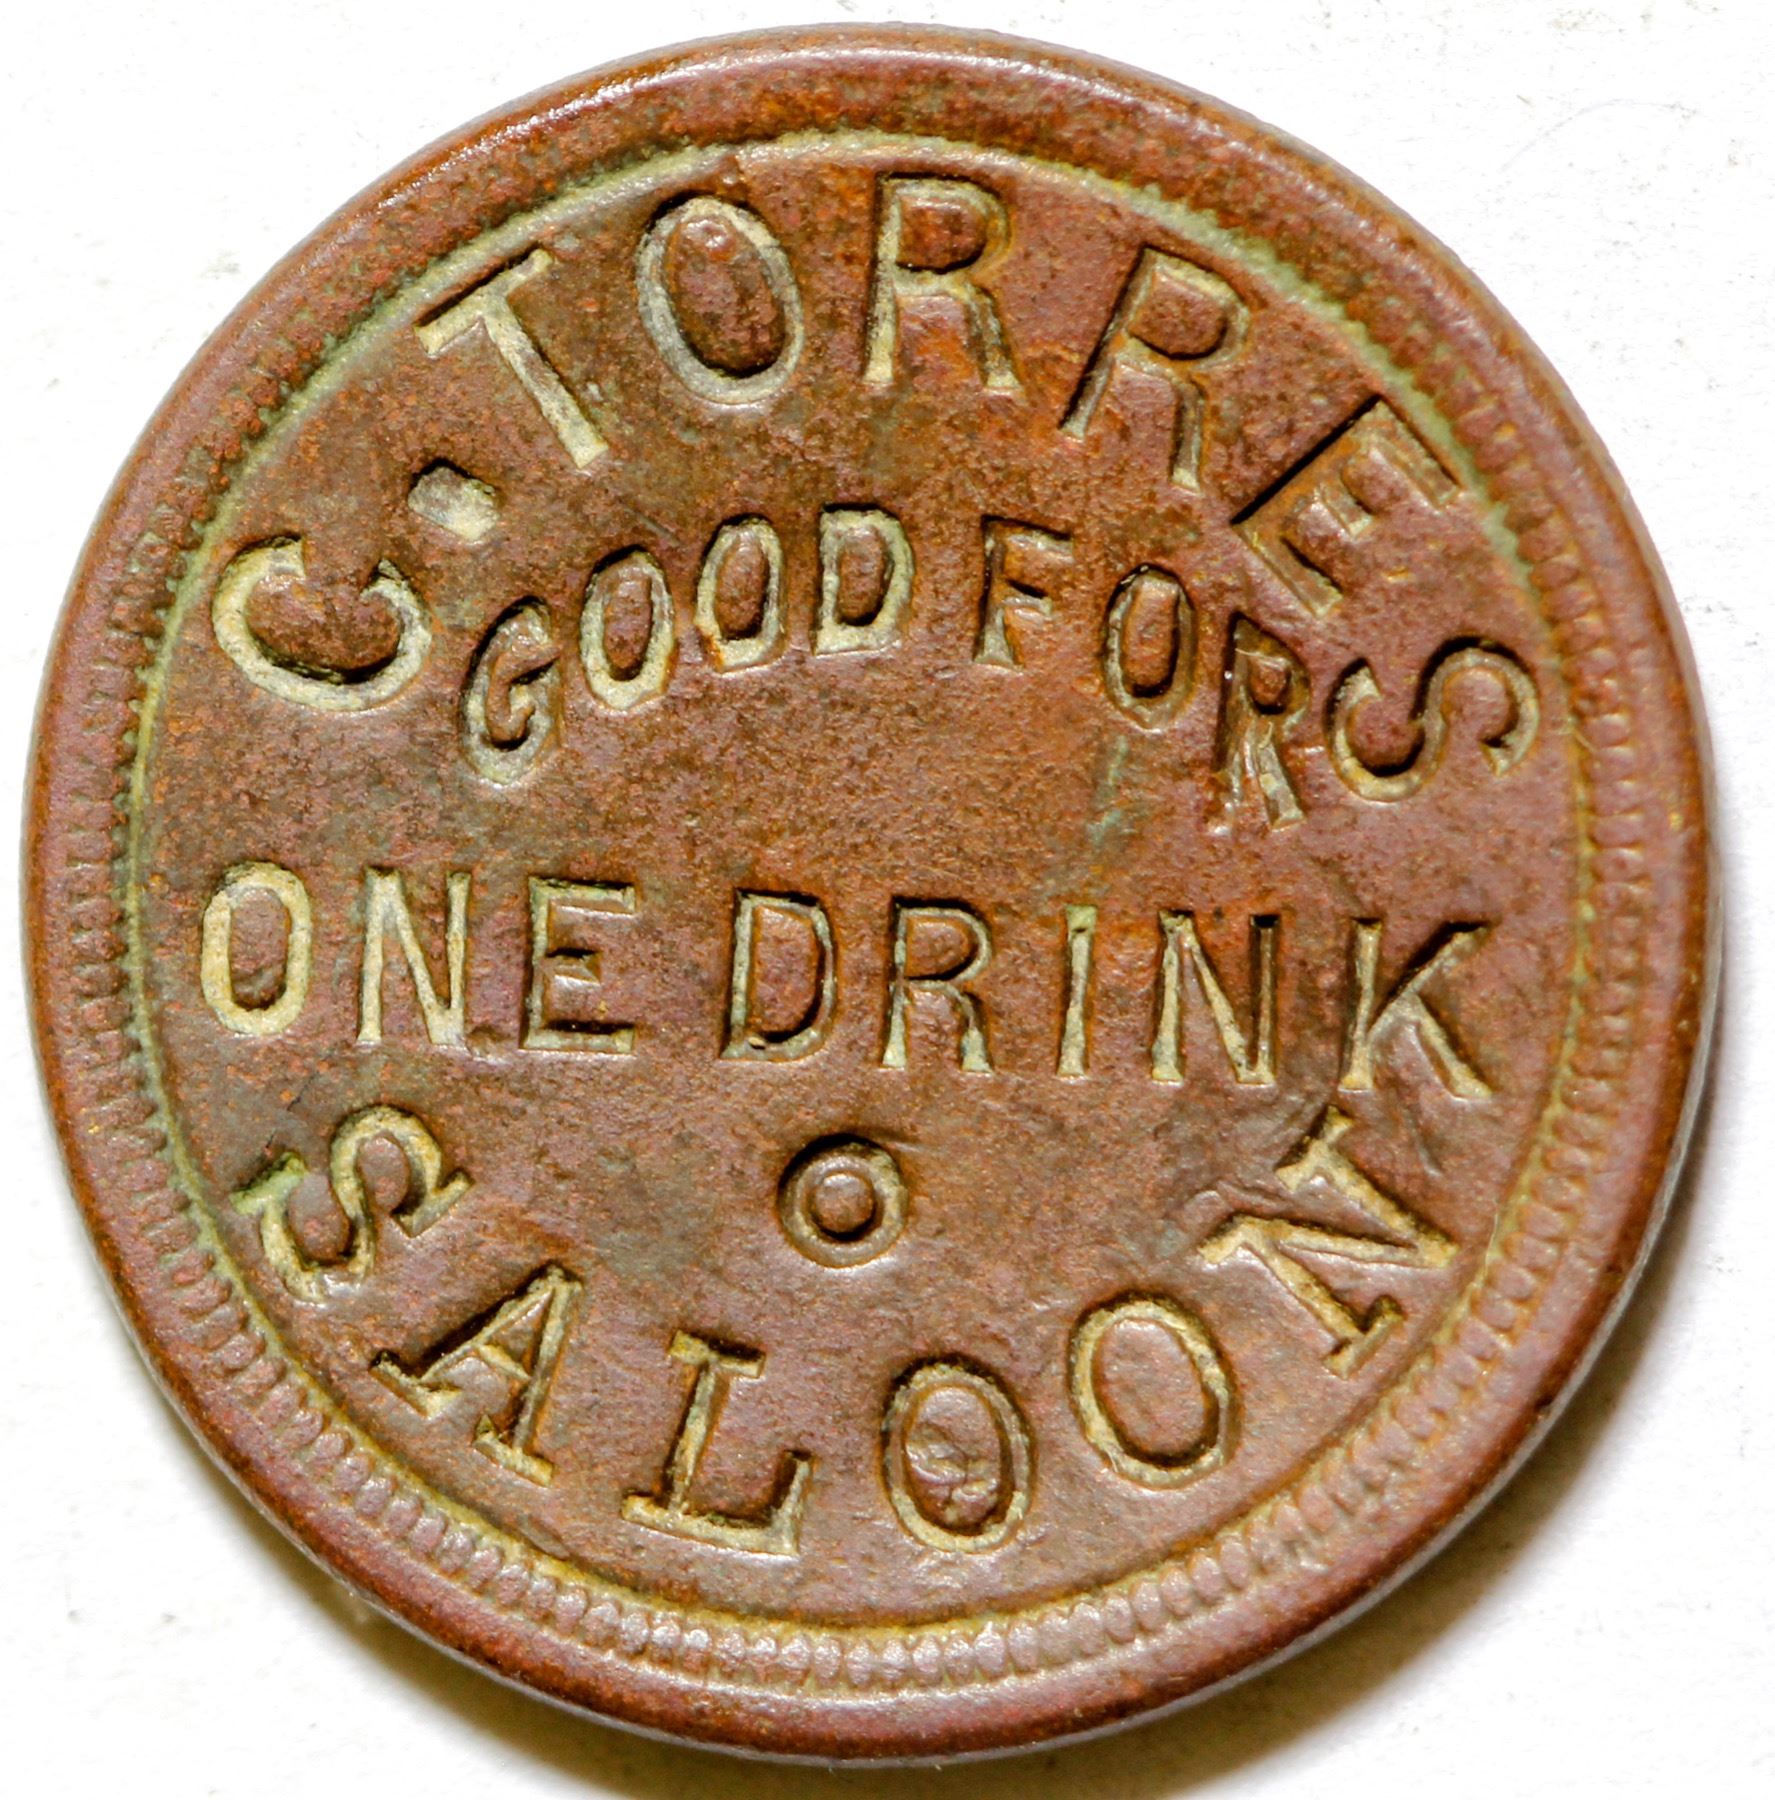 C. TORRES
GOOD FOR
ONE DRINK
SALOON